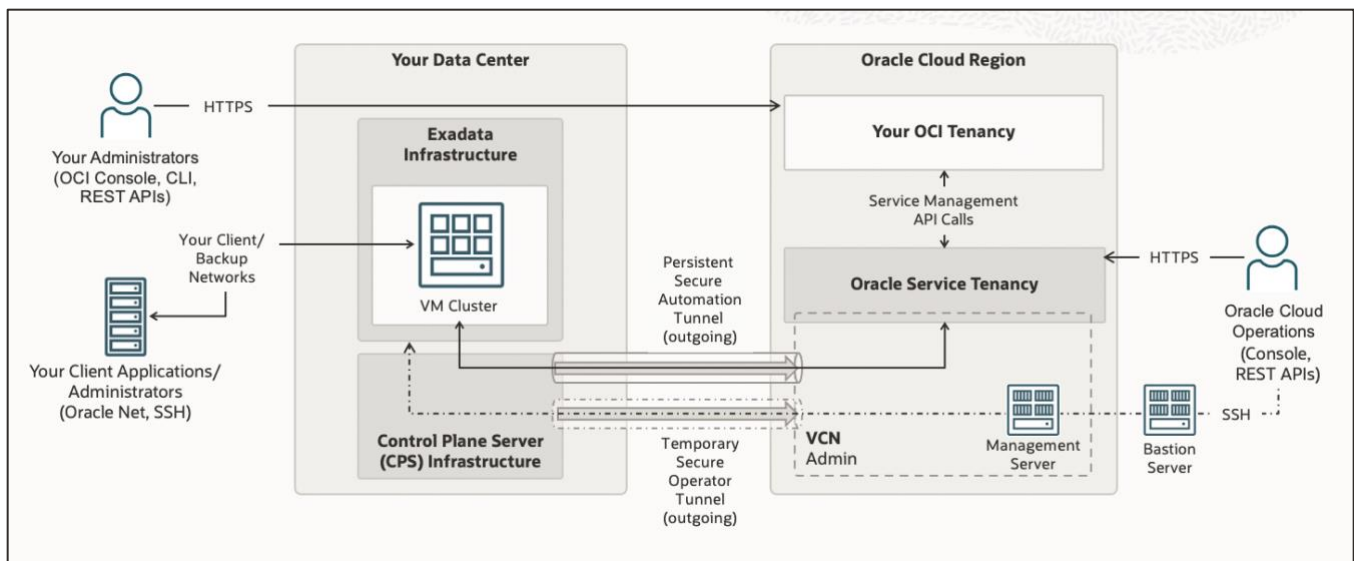 Your Data Center
Oracle Cloud Region
HTTPS
Your OCI Tenancy
Exadata
Infrastructure
Your Administrators
(OCI Console, CLI,
REST APIs)
Service Management
API Calls
Your Client/
Backup
Networks
VM Cluster
Persistent
Secure
Automation
Tunnel
(outgoing)
Oracle Service Tenancy
HTTPS
Oracle Cloud
Operations
(Console,
REST APIs)
Your Client Applications/
Administrators
(Oracle Net, SSH)
Control Plane Server
(CPS) Infrastructure
Temporary
Secure
Operator
Tunnel
(outgoing)
VCN
Admin
Management
Server
Bastion
Server
SSH